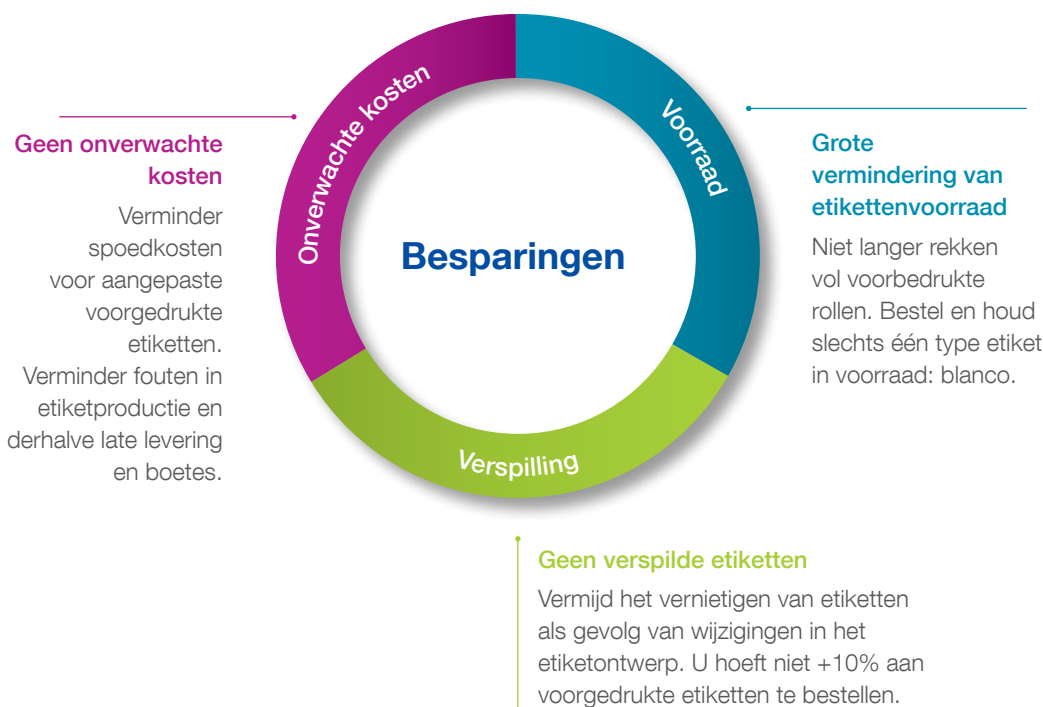 Besparingen
Onverwachte kosten
Voorraad
Verspilling
Geen onverwachte
kosten
Verminder
spoedkosten
voor aangepaste
voorgedrukte
etiketten.
Verminder fouten in
etiketproductie en
derhalve late levering
en boetes.
Grote
vermindering van
etikettenvoorraad
Niet langer rekken
vol voorbedrukte
rollen. Bestel en houd
slechts één type etiket
in voorraad: blanco.
Geen verspilde etiketten
Vermijd het vernietigen van etiketten
als gevolg van wijzigingen in het
etiketontwerp. U hoeft niet +10% aan
voorgedrukte etiketten te bestellen.